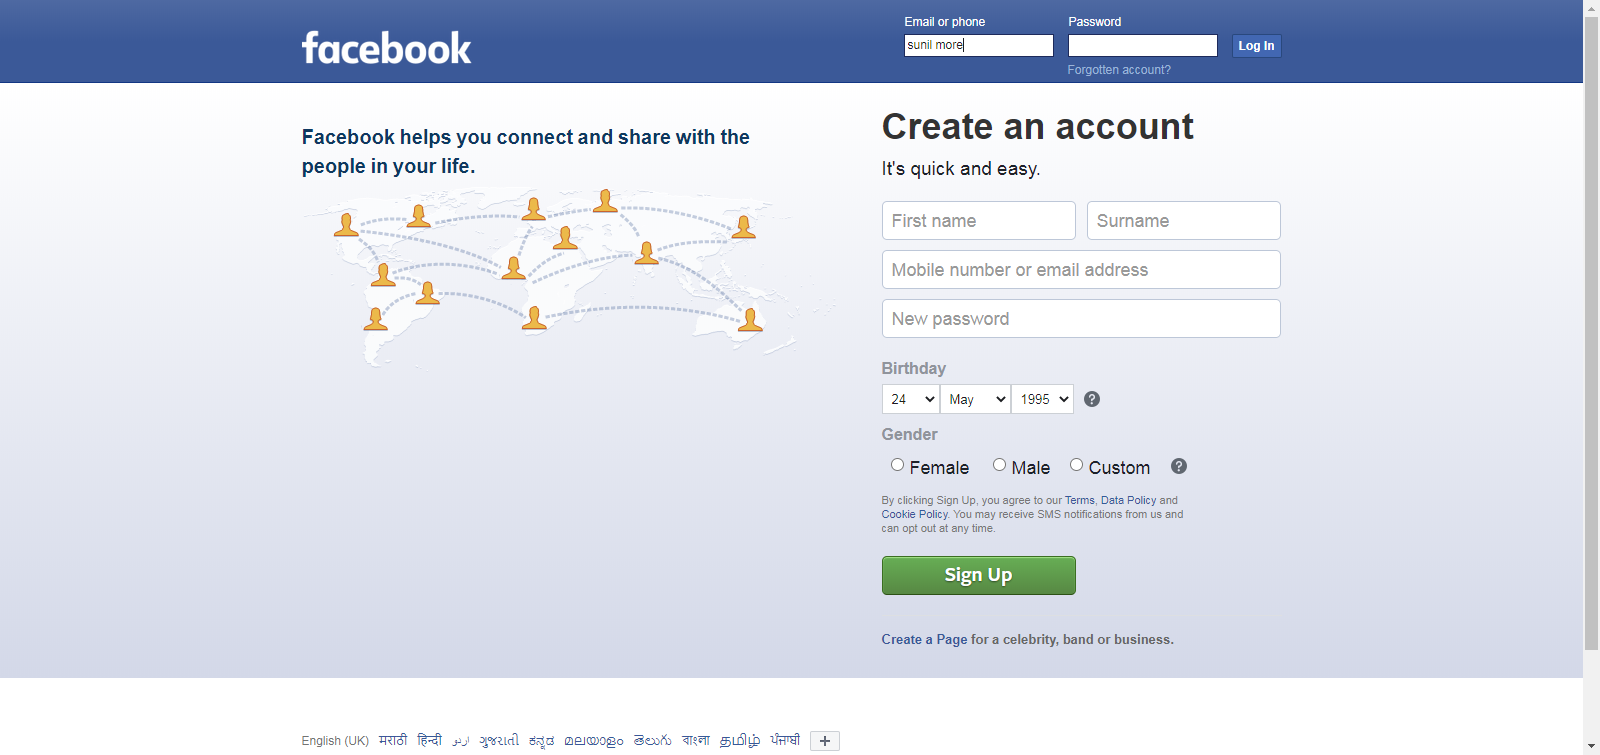 facebook
Email or phone
Password
sunil more
Log In
Forgotten account?
Facebook helps you connect and share with the
people in your life.
Create an account
It's quick and easy.
First name
Surname
Mobile number or email address
New password
Birthday
24
May
1995
?
Gender
Female
Male
Custom
?
By clicking Sign Up, you agree to our Terms, Data Policy and
Cookie Policy. You may receive SMS notifications from us and
can opt out at any time.
Sign Up
Create a Page for a celebrity, band or business.
English (UK) मराठी हिन्दी اردو ગુજરાતી ಕನ್ನಡ മലയാളം తెలుగు বাংলা தமிழ் ਪੰਜਾਬੀ +